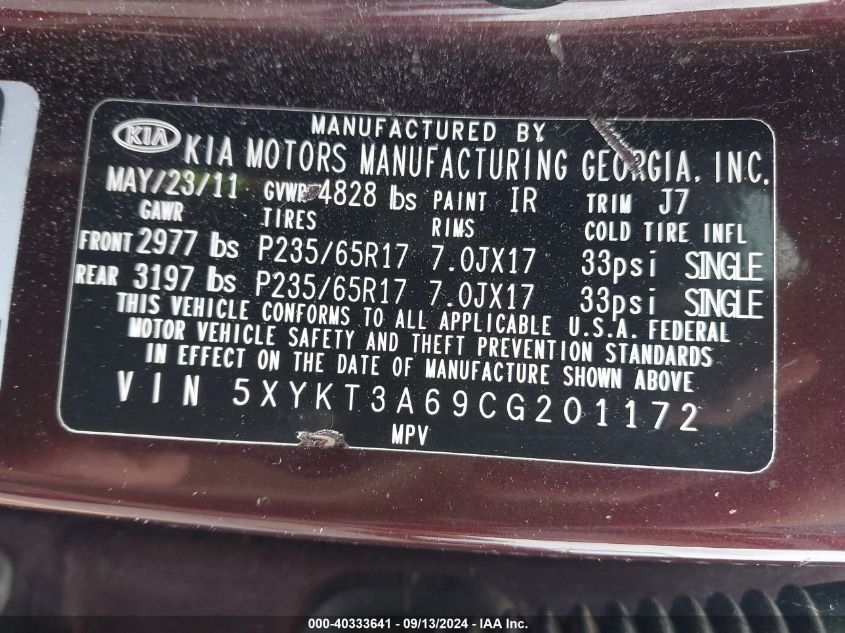 MANUFACTURED BY
KIA KIA MOTORS MANUFACTURING GEORGIA, INC.
MAY/23/11 GVWR 4828 lbs PAINT IR TRIM J7
GAWR TIRES RIMS COLD TIRE INFL
FRONT 2977 lbs P235/65R17 7.0JX17 33psi SINGLE
REAR 3197 lbs P235/65R17 7.0JX17 33psi SINGLE
THIS VEHICLE CONFORMS TO ALL APPLICABLE U.S.A. FEDERAL
MOTOR VEHICLE SAFETY AND THEFT PREVENTION STANDARDS
IN EFFECT ON THE DATE OF MANUFACTURE SHOWN ABOVE
VIN 5XYKT3A69CG201172
MPV
000-40333641 - 09/13/2024 - IAA Inc.